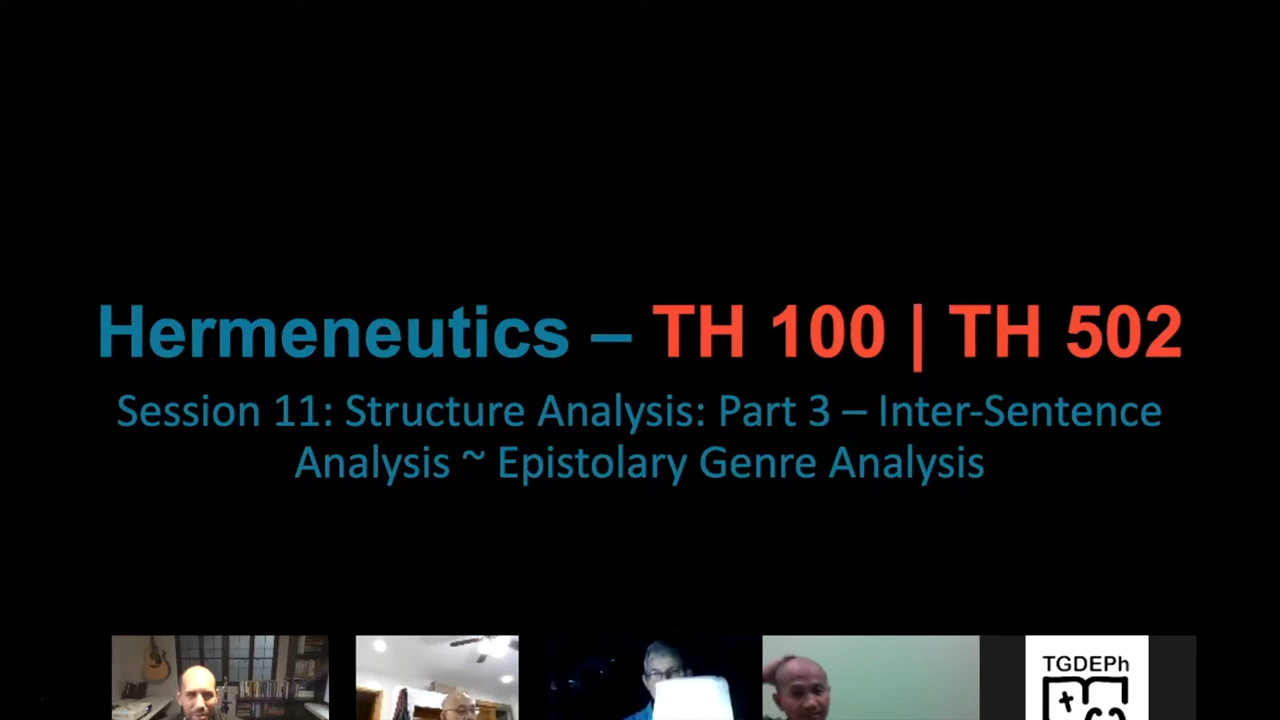 Hermeneutics – TH 100 | TH 502
Session 11: Structure Analysis: Part 3 – Inter-Sentence
Analysis ~ Epistolary Genre Analysis
TGDEPh